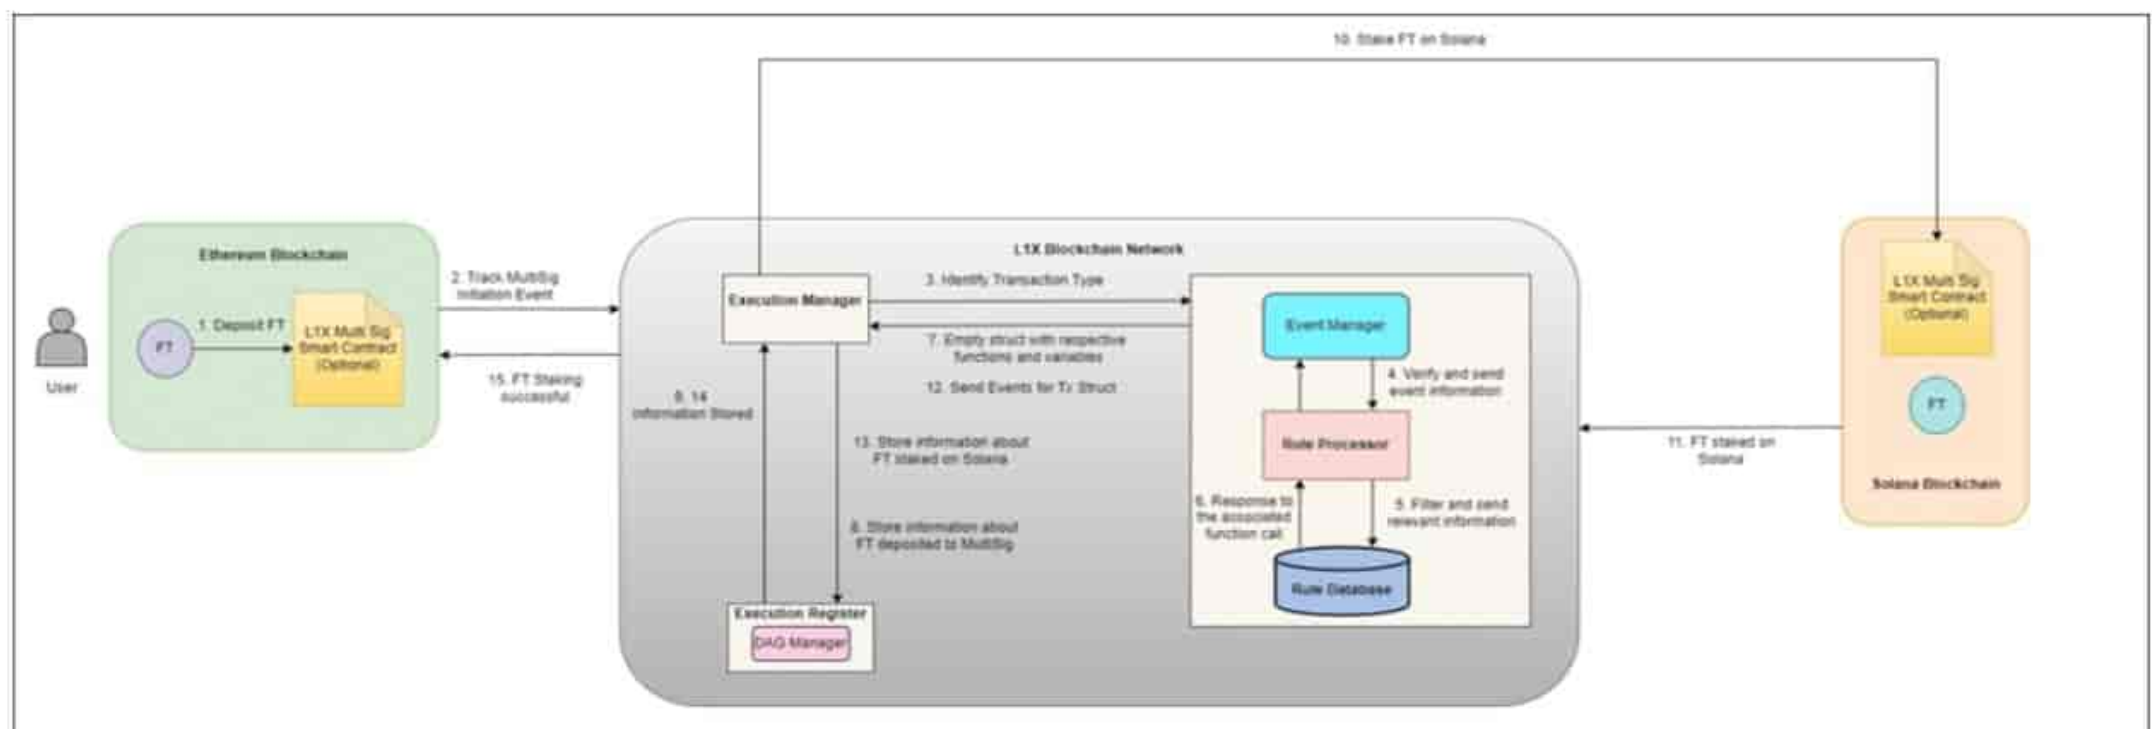 10. Stake FT on Solana
Ethereum Blockchain
1. Deposit FT
FT
L1X Multi Sig
Smart Contract
(Optional)
User
2. Track MultiSig
Initiation Event
15. FT Staking
successful
L1X Blockchain Network
Execution Manager
3. Identify Transaction Type
7. Empty struct with respective
functions and variables
12. Send Events for Tx Struct
9, 14
Information Stored
13. Store information about
FT staked on Solana
8. Store information about
FT deposited to MultiSig
Execution Register
DAG Manager
Event Manager
4. Verify and send
event information
Rule Processor
6. Response to
the associated
function call
5. Filter and send
relevant information
Rule Database
11. FT staked on
Solana
L1X Multi Sig
Smart Contract
(Optional)
FT
Solana Blockchain